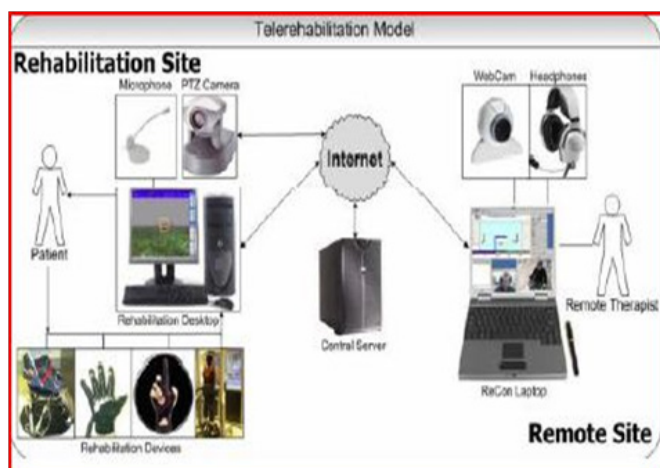 Telerehabilitation Model
Rehabilitation Site
Microphone PTZ Camera
WebCam Headphones
Internet
Patient
Rehabilitation Desktop
Central Server
Remote Therapist
ReCon Laptop
Rehabilitation Devices
Remote Site